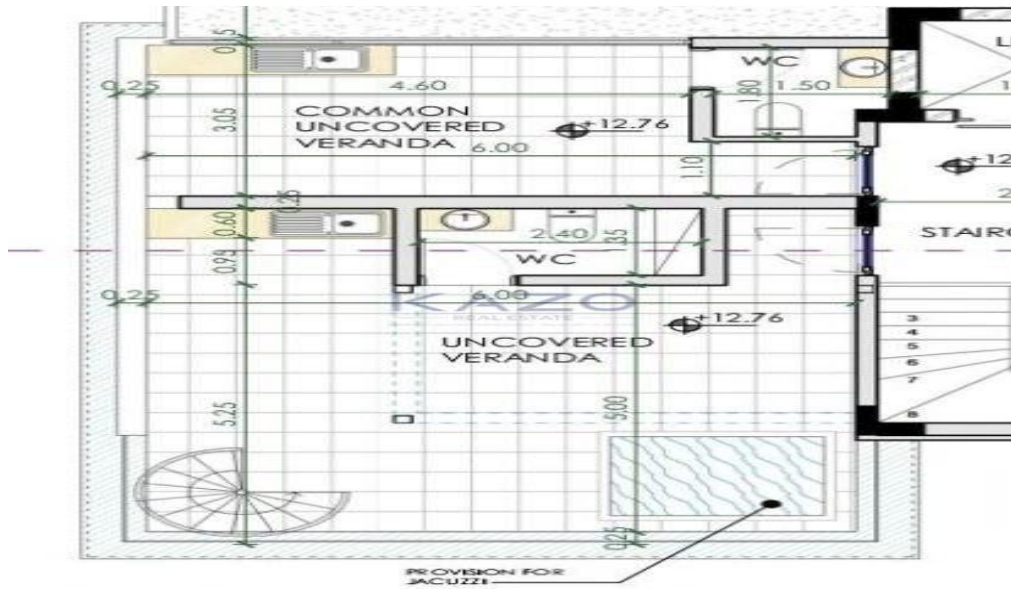 0.15
WC
0.25
4.60
1.80
1.50
COMMON
UNCOVERED
VERANDA
+12.76
3.05
6.00
1.10
+12
0.25
0.60
2.40
1.35
STAIRC
WC
0.95
0.25
6.00
KAZO
REAL ESTATE
+12.76
UNCOVERED
VERANDA
3
4
5
6
7
8
5.25
5.00
0.25
PROVISION FOR
JACUZZI